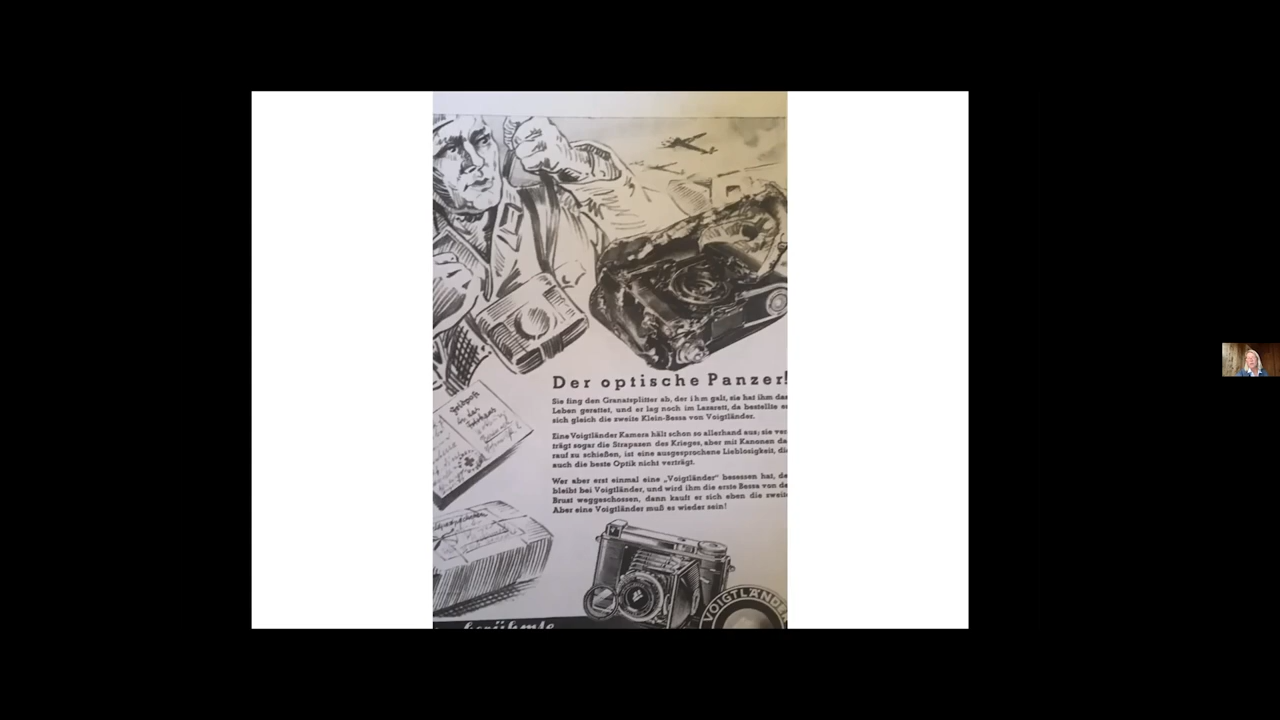 Der optische Panzer!
Sie fing den Granatsplitter ab, der ihm galt, sie hat ihm das
Leben gerettet, und er lag noch im Lazarett, da bestellte er
sich gleich die zweite Klein-Bessa von Voigtländer.
Eine Voigtländer Kamera hält schon so allerhand aus; sie ver
trägt sogar die Strapazen des Krieges, aber mit Kanonen da
rauf zu schießen, ist eine ausgesprochene Lieblosigkeit, di
auch die beste Optik nicht verträgt.
Wer aber erst einmal eine „Voigtländer" besessen hat, de
bleibt bei Voigtländer, und wird ihm die erste Bessa von de
Brust weggeschossen, dann kauft er sich eben die zweit
Aber eine Voigtländer muß es wieder sein!
Feldpost
VOIGTLÄNDER
berühmte